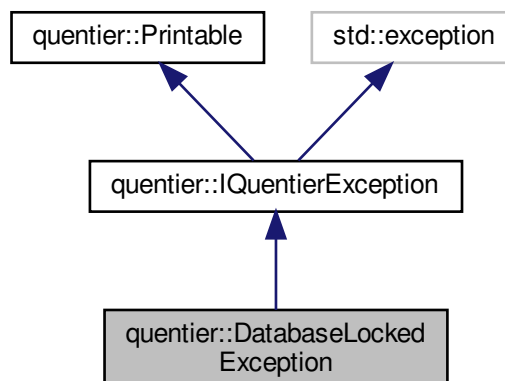 quentier::Printable
std::exception
quentier::IQuentierException
quentier::DatabaseLocked
Exception